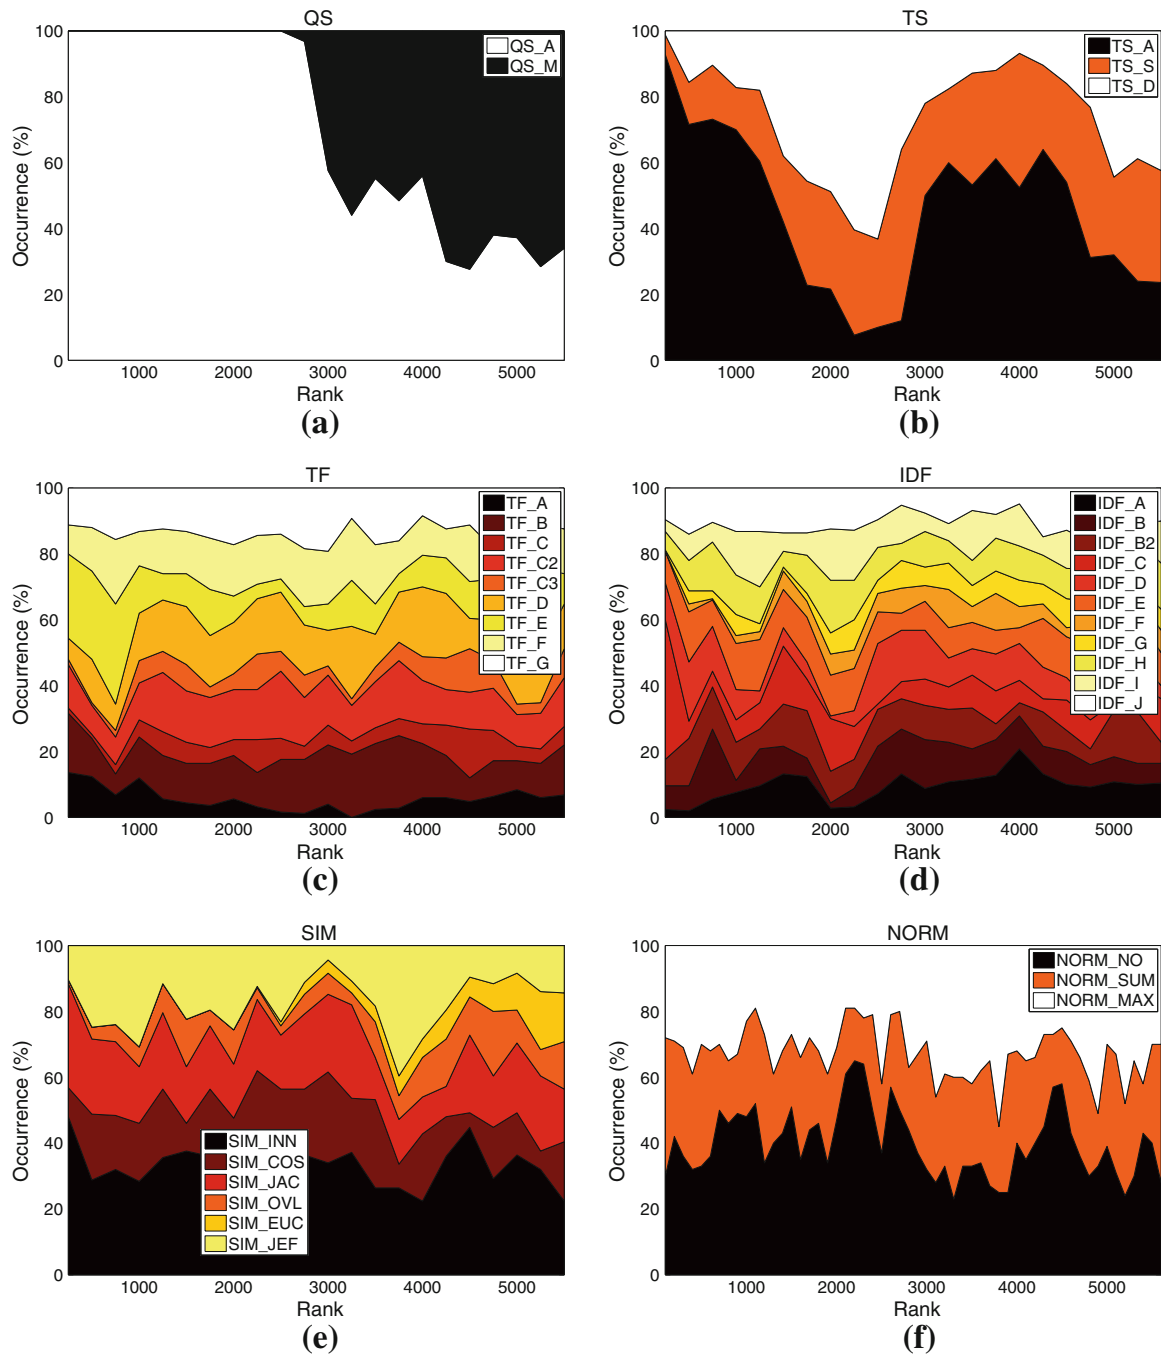 QS
100
80
60
40
20
0
Occurrence (%)
QS_A
QS_M
1000 2000 3000 4000 5000
Rank
(a)
TS
100
80
60
40
20
0
Occurrence (%)
TS_A
TS_S
TS_D
1000 2000 3000 4000 5000
Rank
(b)
TF
100
80
60
40
20
0
Occurrence (%)
TF_A
TF_B
TF_C
TF_C2
TF_C3
TF_D
TF_E
TF_F
TF_G
1000 2000 3000 4000 5000
Rank
(c)
IDF
100
80
60
40
20
0
Occurrence (%)
IDF_A
IDF_B
IDF_B2
IDF_C
IDF_D
IDF_E
IDF_F
IDF_G
IDF_H
IDF_I
IDF_J
1000 2000 3000 4000 5000
Rank
(d)
SIM
100
80
60
40
20
0
Occurrence (%)
SIM_INN
SIM_COS
SIM_JAC
SIM_OVL
SIM_EUC
SIM_JEF
1000 2000 3000 4000 5000
Rank
(e)
NORM
100
80
60
40
20
0
Occurrence (%)
NORM_NO
NORM_SUM
NORM_MAX
1000 2000 3000 4000 5000
Rank
(f)